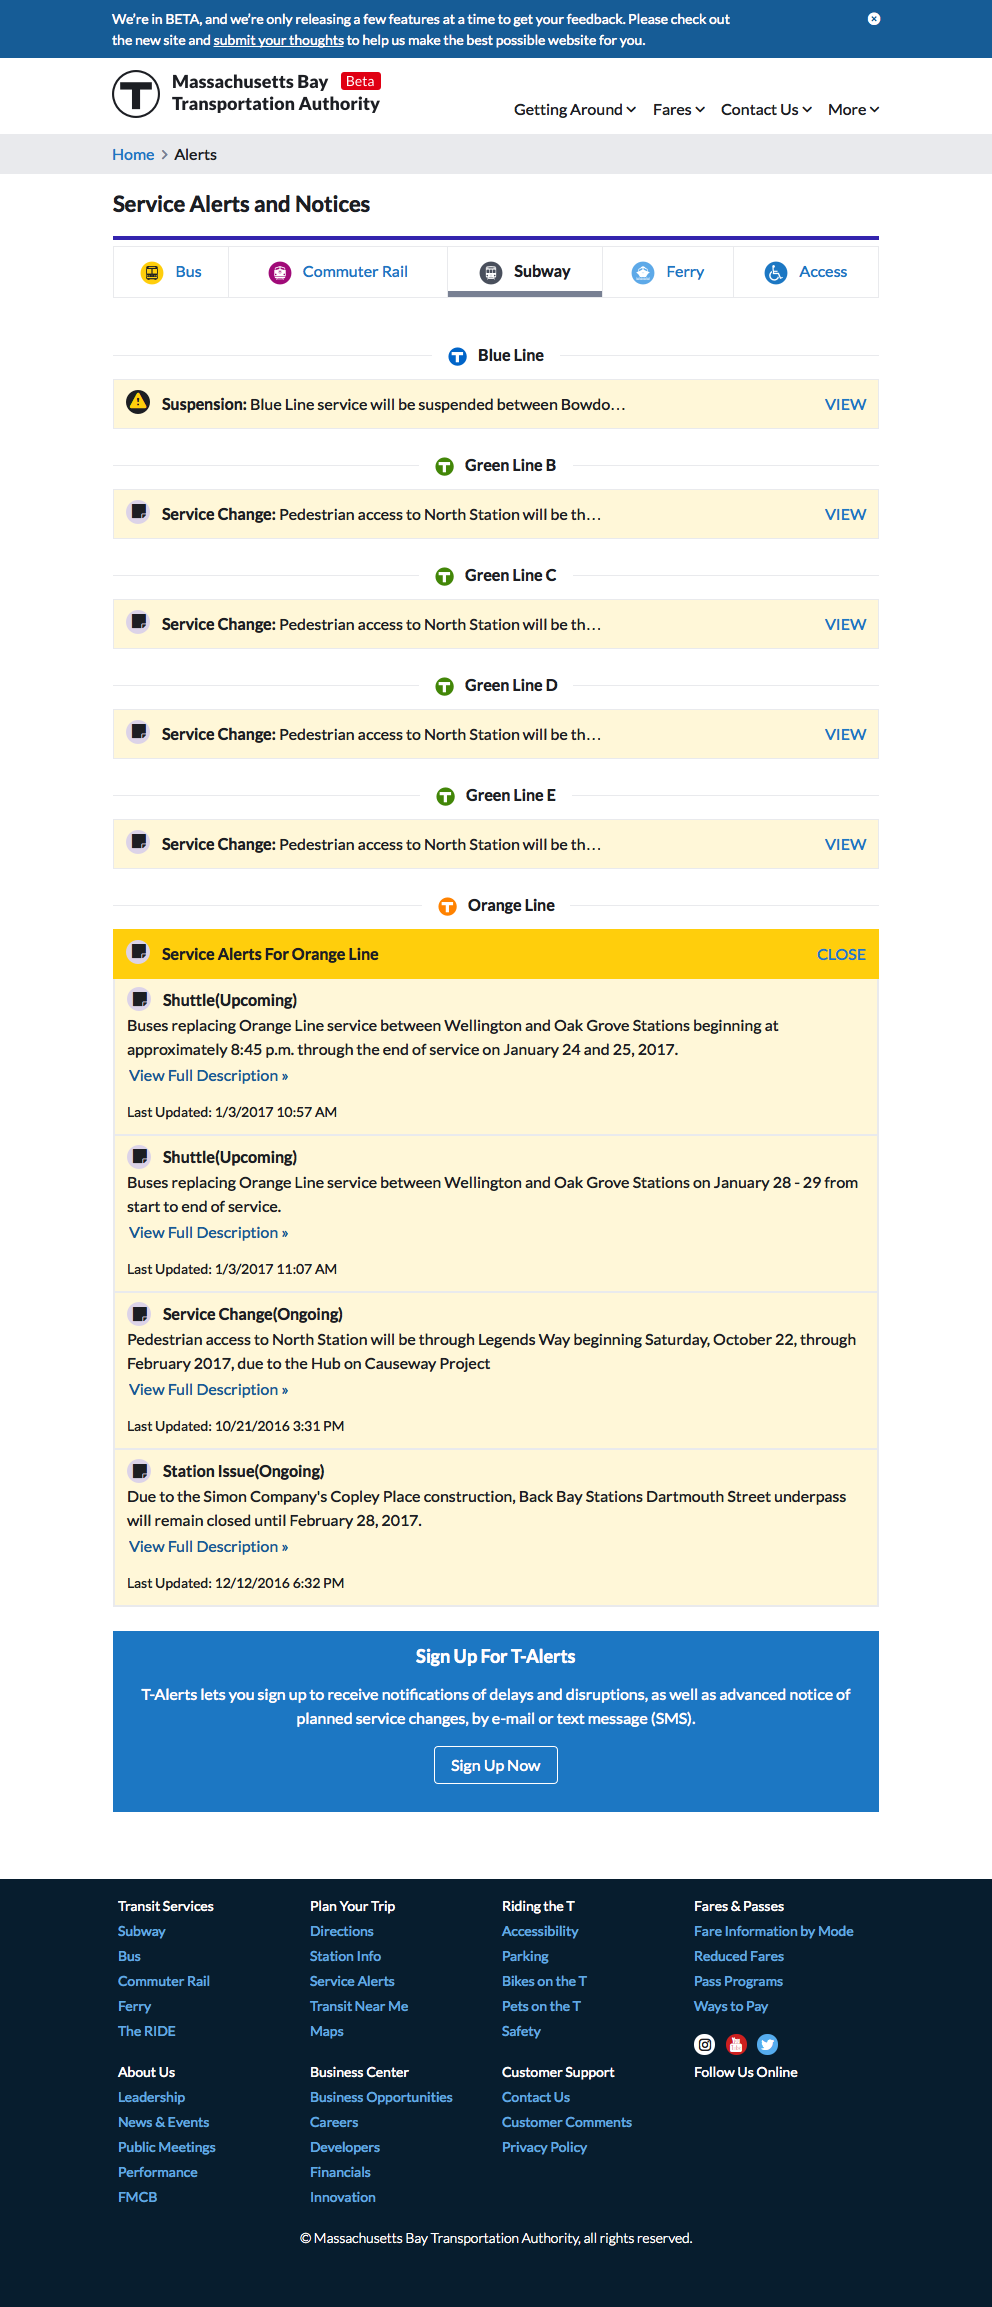 We're in BETA, and we're only releasing a few features at a time to get your feedback. Please check out
the new site and submit your thoughts to help us make the best possible website for you.
Massachusetts Bay Beta
Transportation Authority
Getting Around Fares Contact Us More
Home > Alerts
Service Alerts and Notices
Bus Commuter Rail Subway Ferry Access
T Blue Line
Suspension: Blue Line service will be suspended between Bowdo… VIEW
T Green Line B
Service Change: Pedestrian access to North Station will be th… VIEW
T Green Line C
Service Change: Pedestrian access to North Station will be th… VIEW
T Green Line D
Service Change: Pedestrian access to North Station will be th… VIEW
T Green Line E
Service Change: Pedestrian access to North Station will be th… VIEW
T Orange Line
Service Alerts For Orange Line CLOSE
Shuttle(Upcoming)
Buses replacing Orange Line service between Wellington and Oak Grove Stations beginning at
approximately 8:45 p.m. through the end of service on January 24 and 25, 2017.
View Full Description »
Last Updated: 1/3/2017 10:57 AM
Shuttle(Upcoming)
Buses replacing Orange Line service between Wellington and Oak Grove Stations on January 28 - 29 from
start to end of service.
View Full Description »
Last Updated: 1/3/2017 11:07 AM
Service Change(Ongoing)
Pedestrian access to North Station will be through Legends Way beginning Saturday, October 22, through
February 2017, due to the Hub on Causeway Project
View Full Description »
Last Updated: 10/21/2016 3:31 PM
Station Issue(Ongoing)
Due to the Simon Company's Copley Place construction, Back Bay Stations Dartmouth Street underpass
will remain closed until February 28, 2017.
View Full Description »
Last Updated: 12/12/2016 6:32 PM
Sign Up For T-Alerts
T-Alerts lets you sign up to receive notifications of delays and disruptions, as well as advanced notice of
planned service changes, by e-mail or text message (SMS).
Sign Up Now
Transit Services
Subway
Bus
Commuter Rail
Ferry
The RIDE
Plan Your Trip
Directions
Station Info
Service Alerts
Transit Near Me
Maps
Riding the T
Accessibility
Parking
Bikes on the T
Pets on the T
Safety
Fares & Passes
Fare Information by Mode
Reduced Fares
Pass Programs
Ways to Pay
About Us
Leadership
News & Events
Public Meetings
Performance
FMCB
Business Center
Business Opportunities
Careers
Developers
Financials
Innovation
Customer Support
Contact Us
Customer Comments
Privacy Policy
Follow Us Online
© Massachusetts Bay Transportation Authority, all rights reserved.